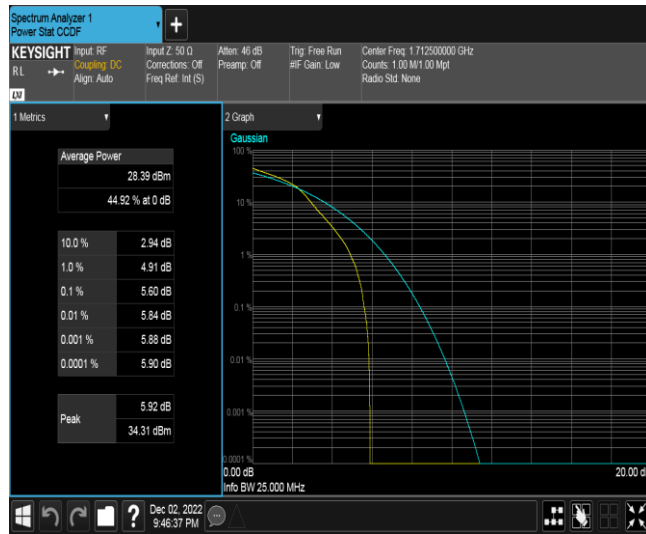 Spectrum Analyzer 1
Power Stat CCDF
KEYSIGHT
RL
LXI
Input: RF
Coupling: DC
Align: Auto
Input Z: 50 Ω
Corrections: Off
Freq Ref: Int (S)
Atten: 46 dB
Preamp: Off
Trig: Free Run
#IF Gain: Low
Center Freq: 1.712500000 GHz
Counts: 1.00 M/1.00 Mpt
Radio Std: None
1 Metrics
Average Power
28.39 dBm
44.92 % at 0 dB
10.0 % 2.94 dB
1.0 % 4.91 dB
0.1 % 5.60 dB
0.01 % 5.84 dB
0.001 % 5.88 dB
0.0001 % 5.90 dB
Peak
5.92 dB
34.31 dBm
2 Graph
Gaussian
100 %
10 %
1 %
0.1 %
0.01 %
0.001 %
0.0001 %
0.00 dB 20.00 d
Info BW 25.000 MHz
?
Dec 02, 2022
9:46:37 PM